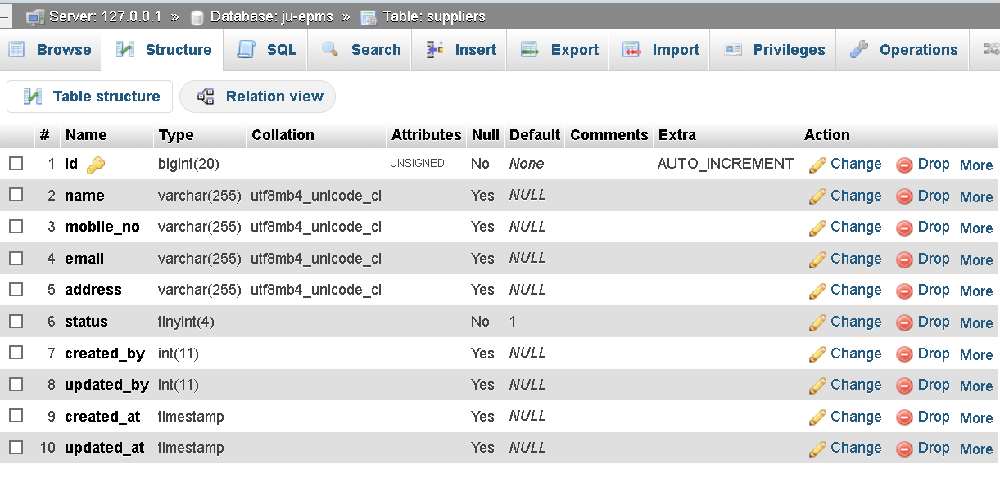 Server: 127.0.0.1 » Database: ju-epms » Table: suppliers
Browse Structure SQL Search Insert Export Import Privileges Operations
Table structure Relation view
# Name Type Collation Attributes Null Default Comments Extra Action
1 id bigint(20) UNSIGNED No None AUTO_INCREMENT Change Drop More
2 name varchar(255) utf8mb4_unicode_ci Yes NULL Change Drop More
3 mobile_no varchar(255) utf8mb4_unicode_ci Yes NULL Change Drop More
4 email varchar(255) utf8mb4_unicode_ci Yes NULL Change Drop More
5 address varchar(255) utf8mb4_unicode_ci Yes NULL Change Drop More
6 status tinyint(4) No 1 Change Drop More
7 created_by int(11) Yes NULL Change Drop More
8 updated_by int(11) Yes NULL Change Drop More
9 created_at timestamp Yes NULL Change Drop More
10 updated_at timestamp Yes NULL Change Drop More